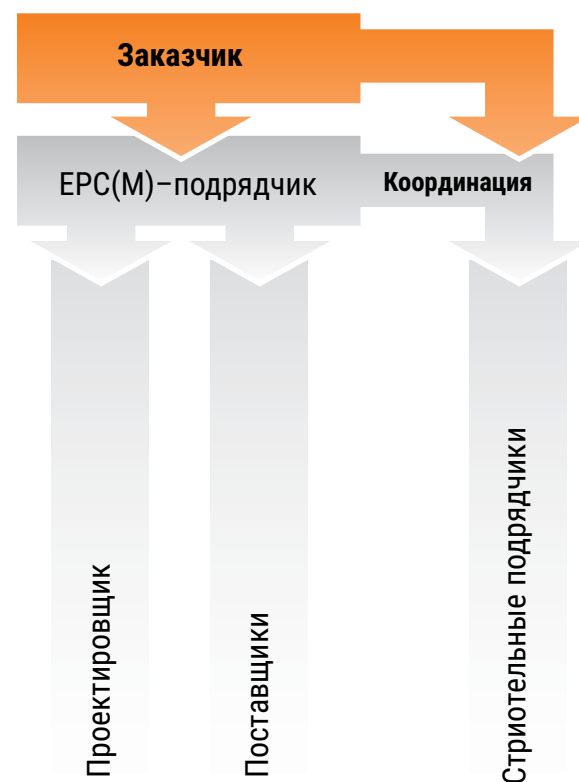 Заказчик
EPC(M)–подрядчик
Координация
Проектировщик
Поставщики
Стриотельные подрядчики